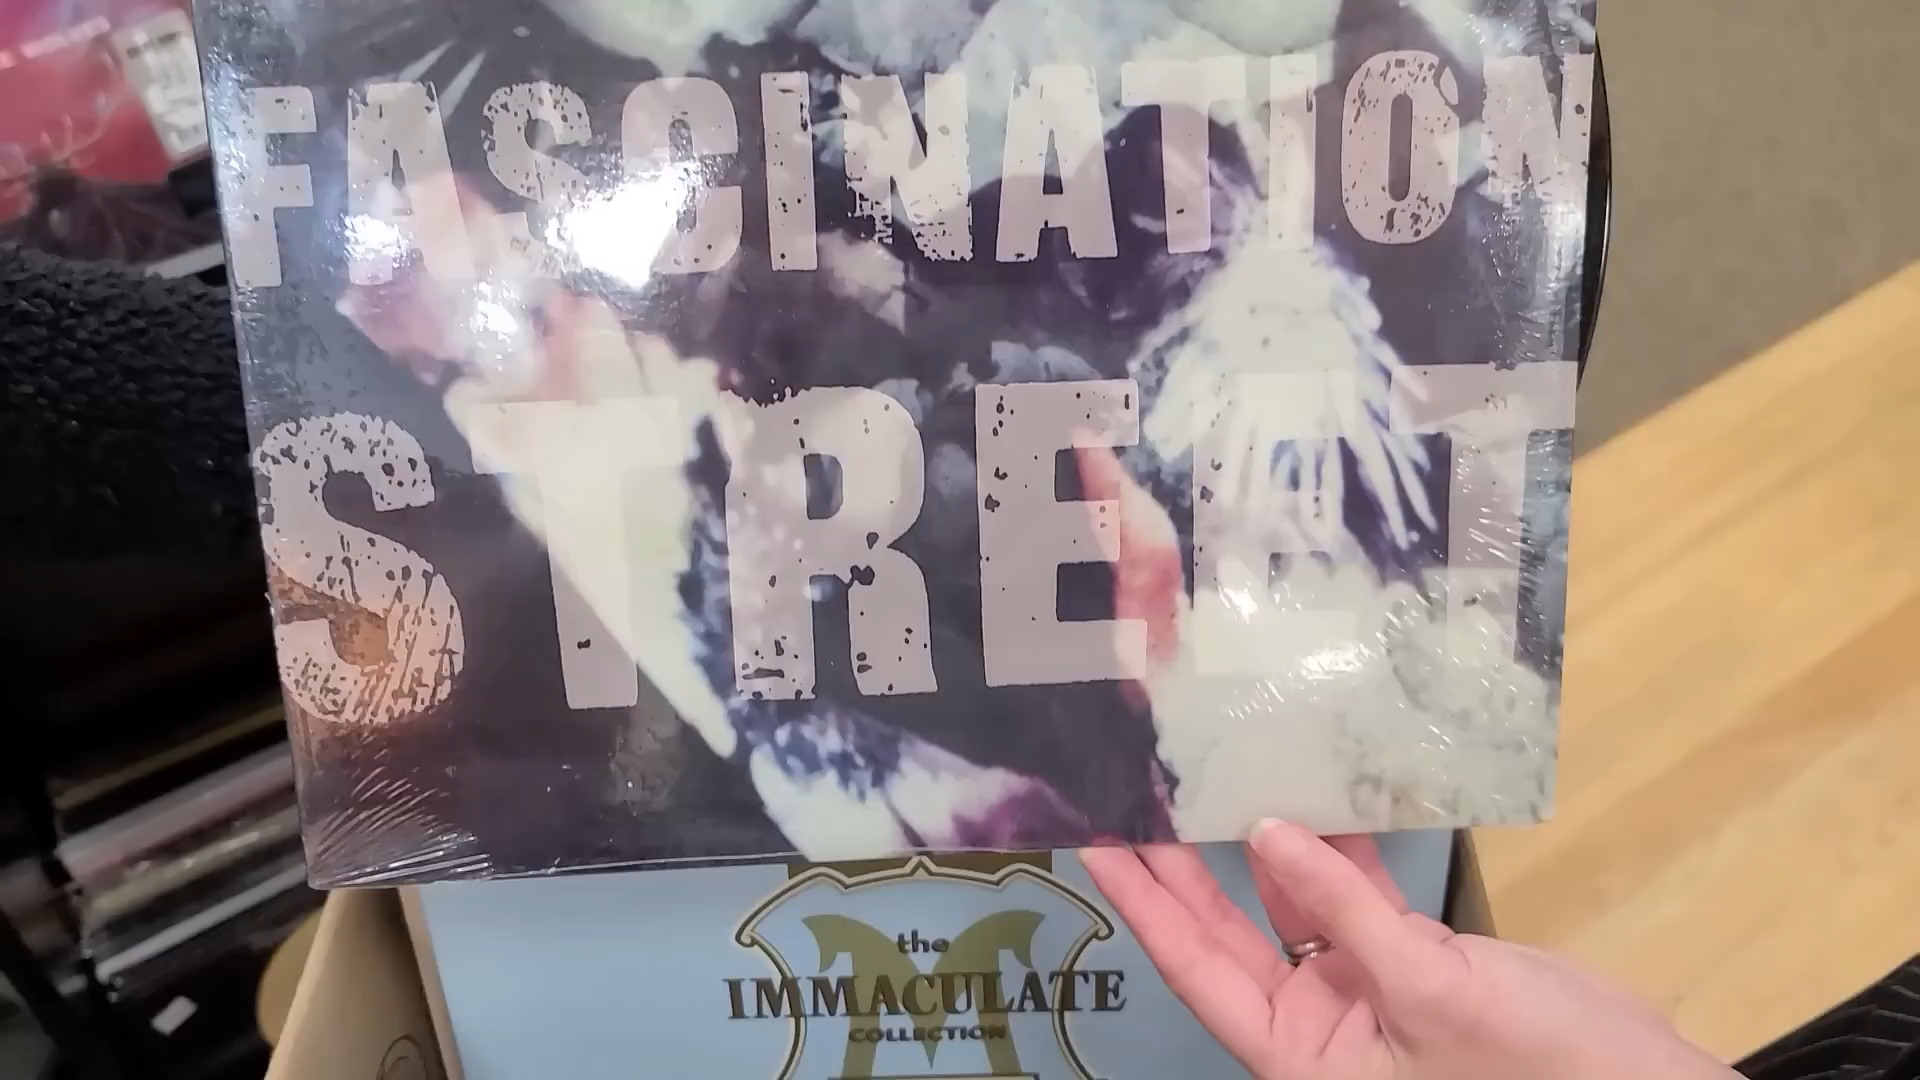 FASCINATION
STREET
the
IMMACULATE
COLLECTION